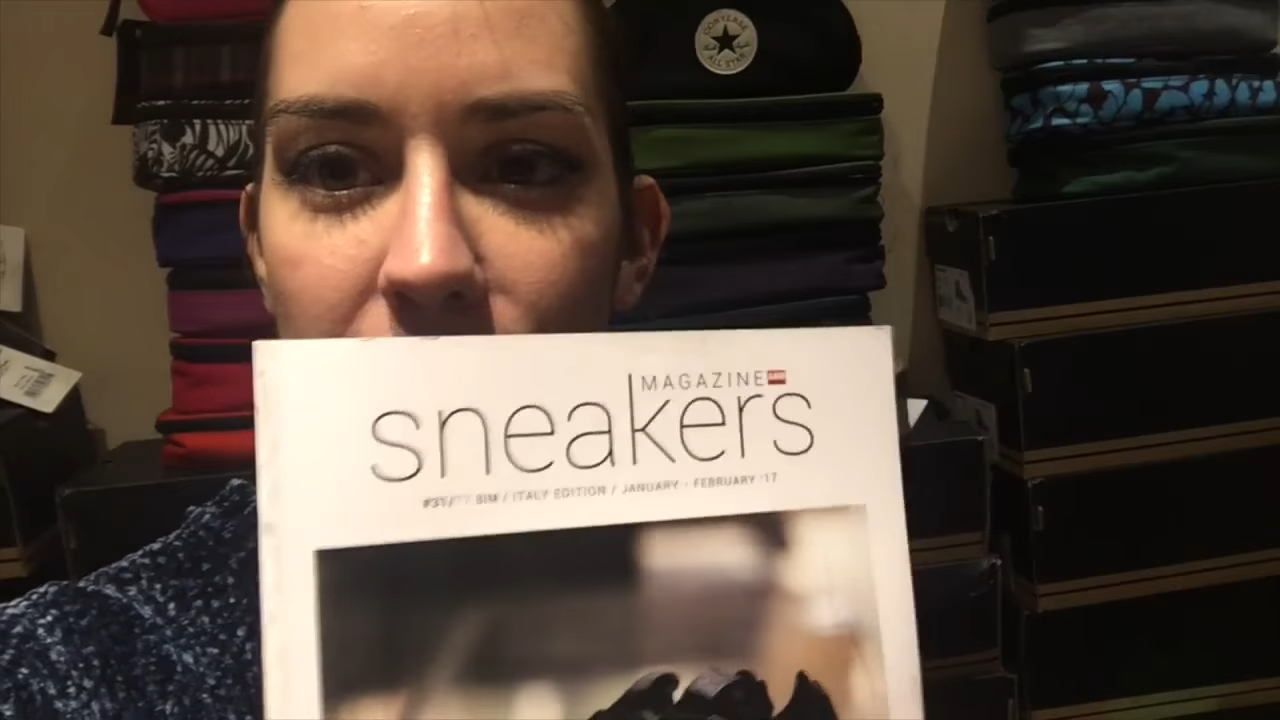 CONVERSE
ALL STAR
MAGAZINE
sneakers
BIM / ITALY EDITION / JANUARY - FEBRUARY '17